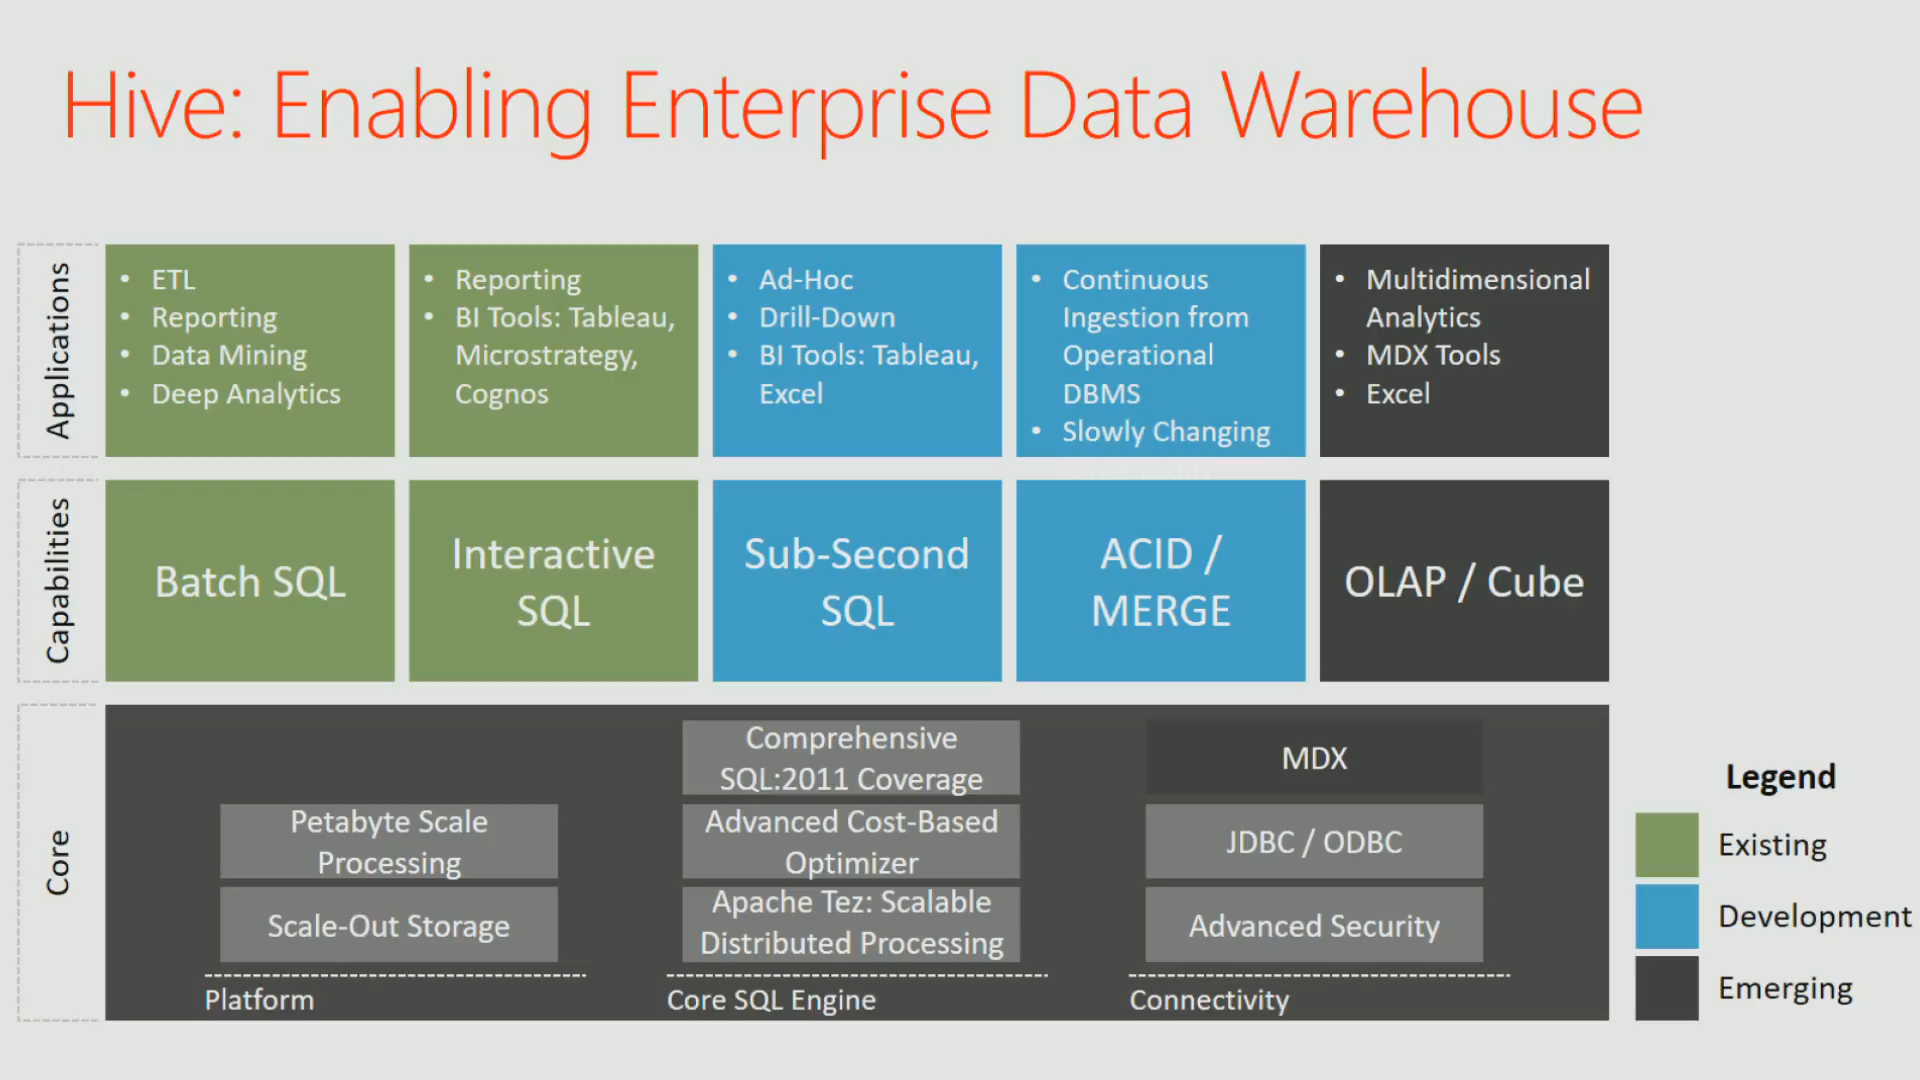 Hive: Enabling Enterprise Data Warehouse
Applications
• ETL
• Reporting
• Data Mining
• Deep Analytics
• Reporting
• BI Tools: Tableau,
Microstrategy,
Cognos
• Ad-Hoc
• Drill-Down
• BI Tools: Tableau,
Excel
• Continuous
Ingestion from
Operational
DBMS
• Slowly Changing
• Multidimensional
Analytics
• MDX Tools
• Excel
Capabilities
Batch SQL
Interactive
SQL
Sub-Second
SQL
ACID /
MERGE
OLAP / Cube
Core
Petabyte Scale
Processing
Scale-Out Storage
Platform
Comprehensive
SQL:2011 Coverage
Advanced Cost-Based
Optimizer
Apache Tez: Scalable
Distributed Processing
Core SQL Engine
MDX
JDBC / ODBC
Advanced Security
Connectivity
Legend
Existing
Development
Emerging